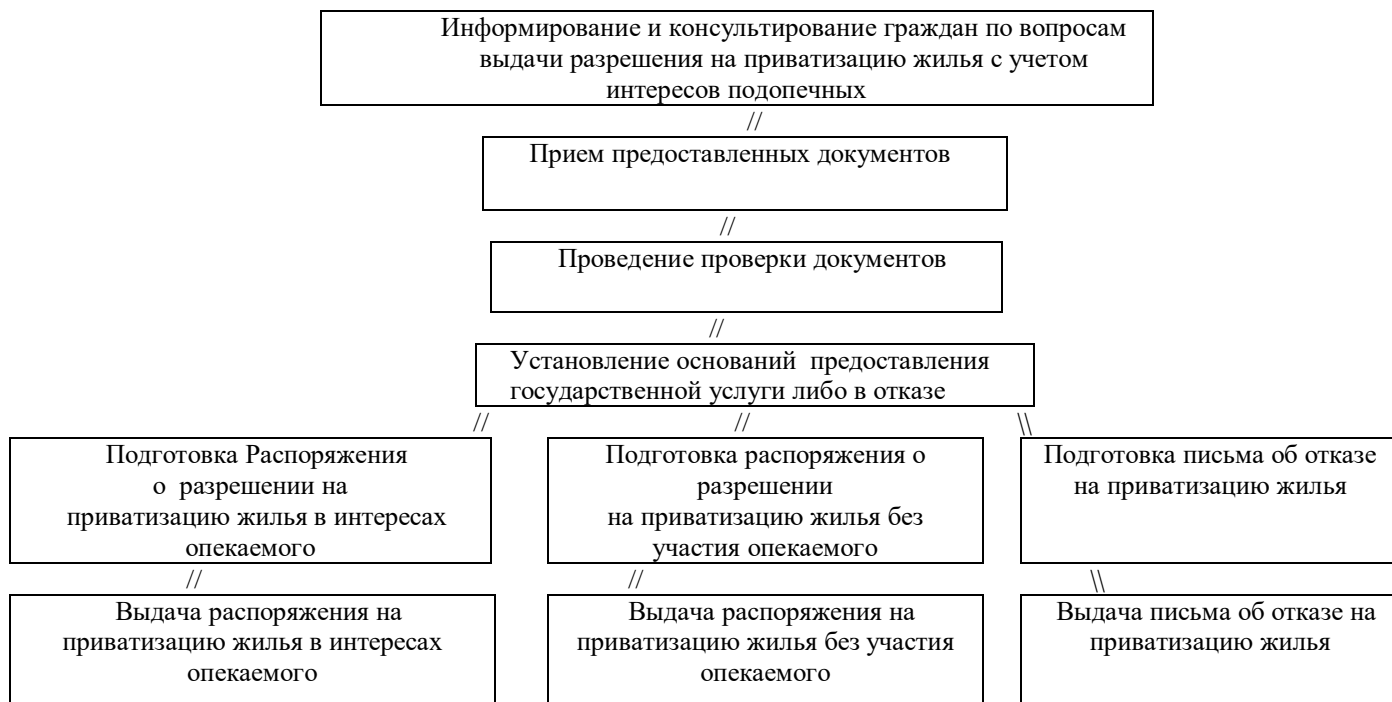 Информирование и консультирование граждан по вопросам
выдачи разрешения на приватизацию жилья с учетом
интересов подопечных
//
Прием предоставленных документов
//
Проведение проверки документов
//
Установление оснований предоставления
государственной услуги либо в отказе
// // \\
Подготовка Распоряжения
о разрешении на
приватизацию жилья в интересах
опекаемого
Подготовка распоряжения о
разрешении
на приватизацию жилья без
участия опекаемого
Подготовка письма об отказе
на приватизацию жилья
// // \\
Выдача распоряжения на
приватизацию жилья в интересах
опекаемого
Выдача распоряжения на
приватизацию жилья без участия
опекаемого
Выдача письма об отказе на
приватизацию жилья